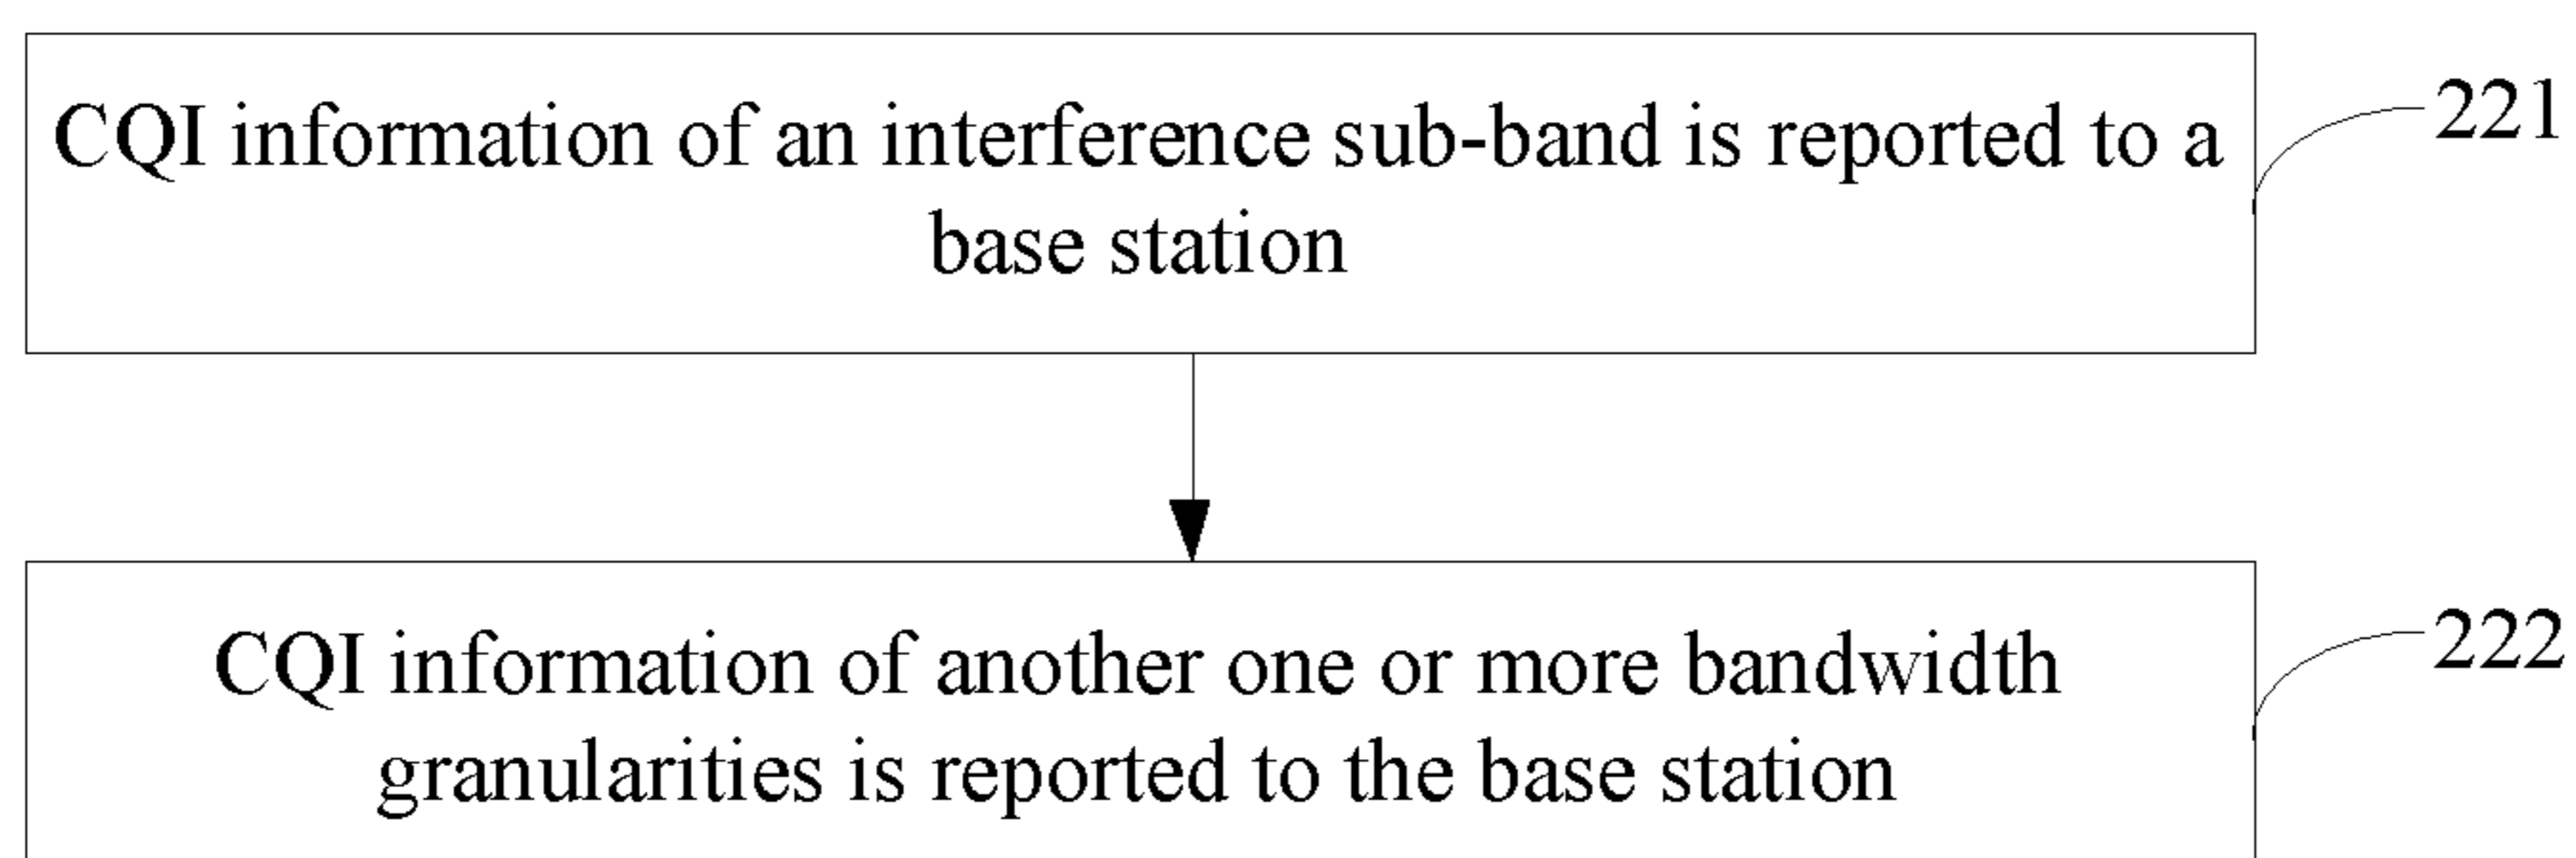 CQI information of an interference sub-band is reported to a
221
base station
CQI information of another one or more bandwidth
222
granularities is reported to the base station